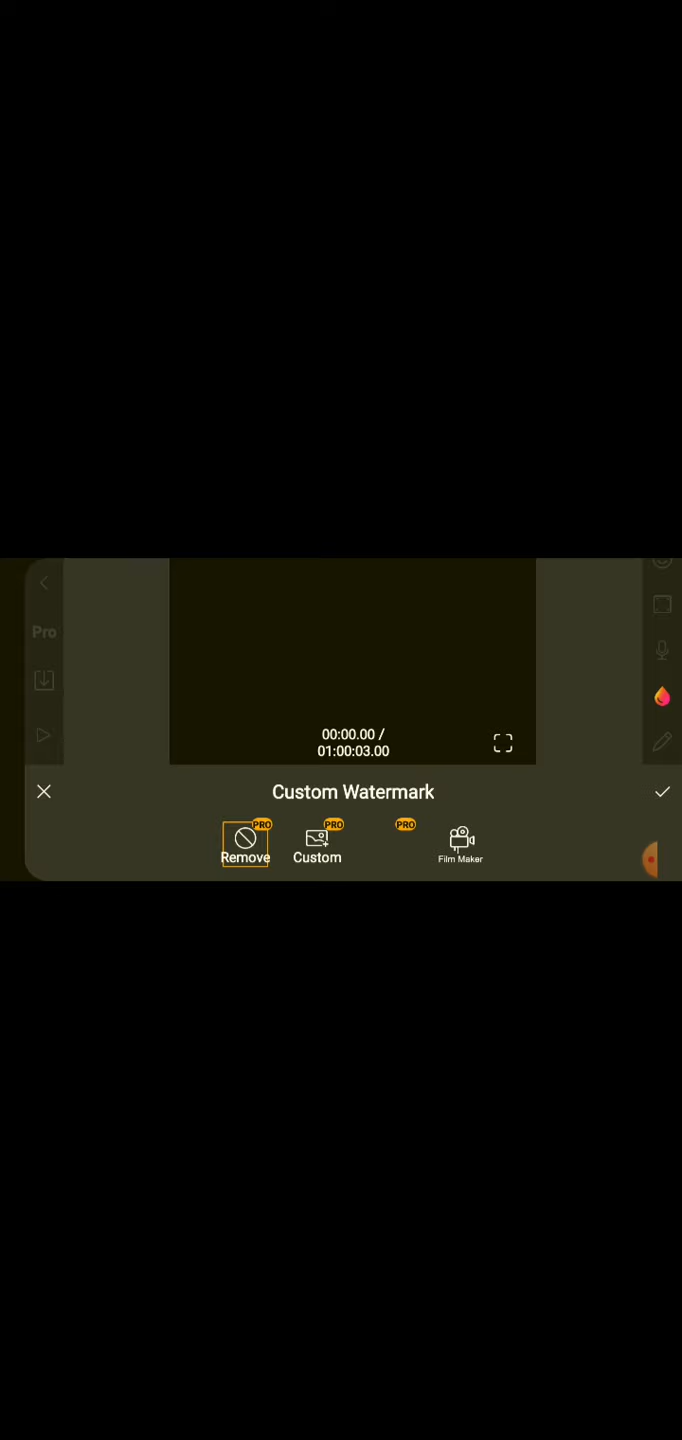 Pro
00:00.00 /
01:00:03.00
Custom Watermark
PRO
PRO
PRO
Remove
Custom
Film Maker